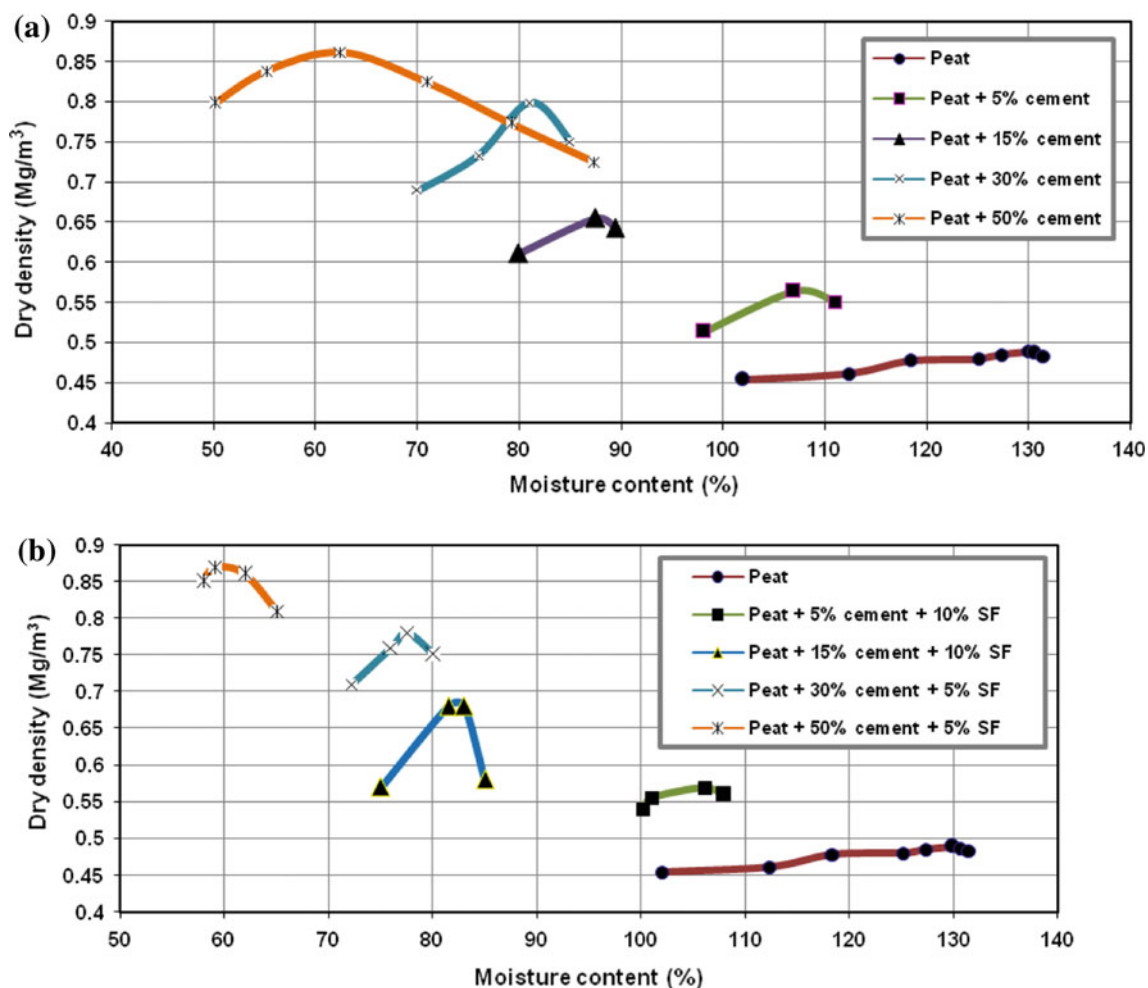 (a)
0.9
0.85
0.8
0.75
0.7
0.65
0.6
0.55
0.5
0.45
0.4
Dry density (Mg/m³)
40 50 60 70 80 90 100 110 120 130 140
Moisture content (%)
Peat
Peat + 5% cement
Peat + 15% cement
Peat + 30% cement
Peat + 50% cement
(b)
0.9
0.85
0.8
0.75
0.7
0.65
0.6
0.55
0.5
0.45
0.4
Dry density (Mg/m³)
50 60 70 80 90 100 110 120 130 140
Moisture content (%)
Peat
Peat + 5% cement + 10% SF
Peat + 15% cement + 10% SF
Peat + 30% cement + 5% SF
Peat + 50% cement + 5% SF